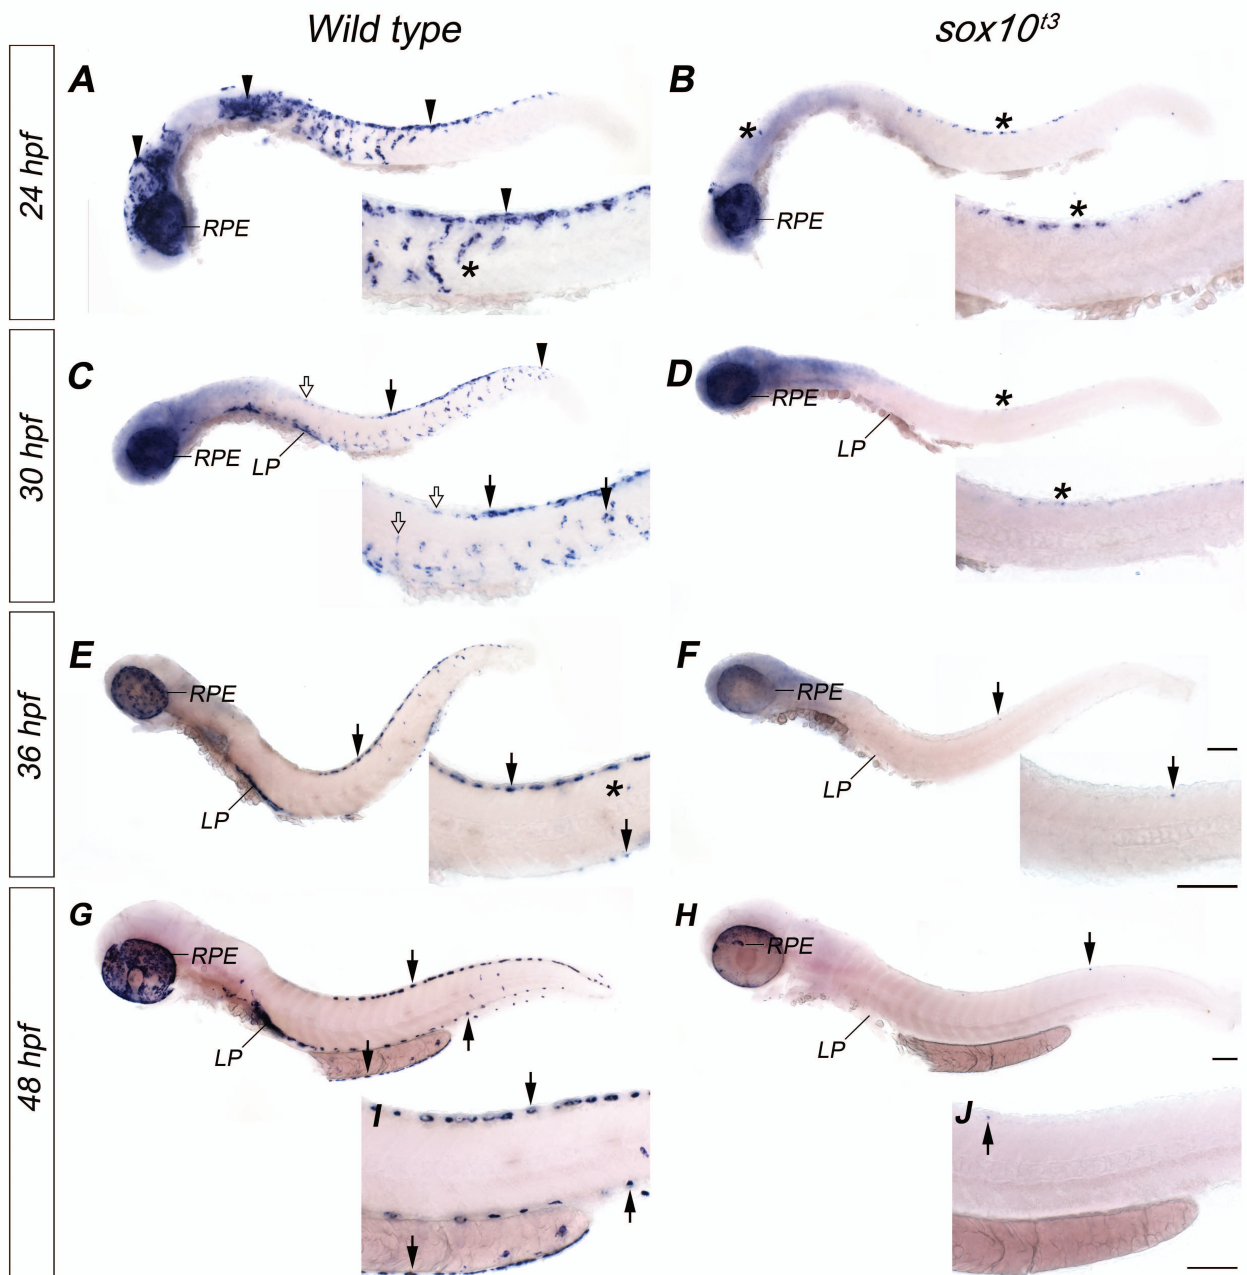 Wild type
sox10t3
24 hpf
A
RPE
*
B
*
*
RPE
*
30 hpf
C
RPE
LP
D
RPE
*
LP
*
36 hpf
E
RPE
LP
*
F
RPE
LP
48 hpf
G
RPE
LP
H
RPE
LP
I
J